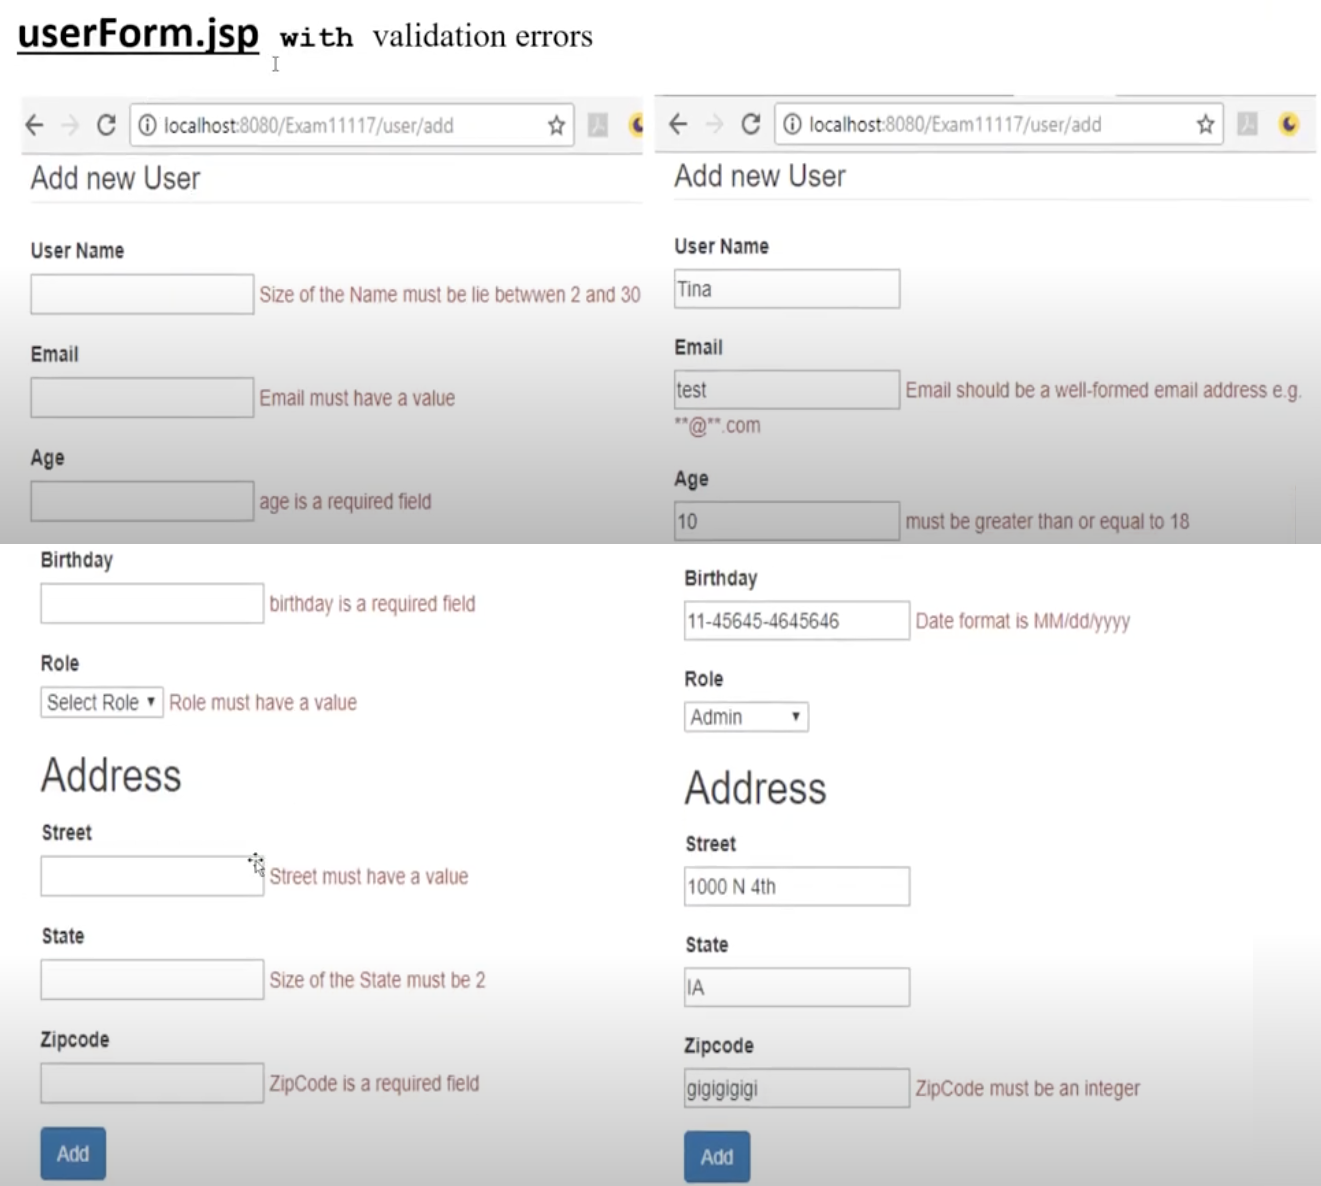 userForm.jsp with validation errors
localhost:8080/Exam11117/user/add
Add new User
User Name
Size of the Name must be lie betwwen 2 and 30
Email
Email must have a value
Age
age is a required field
Birthday
birthday is a required field
Role
Select Role Role must have a value
Address
Street
Street must have a value
State
Size of the State must be 2
Zipcode
ZipCode is a required field
Add
localhost:8080/Exam11117/user/add
Add new User
User Name
Tina
Email
test Email should be a well-formed email address e.g.
**@**.com
Age
10 must be greater than or equal to 18
Birthday
11-45645-4645646 Date format is MM/dd/yyyy
Role
Admin
Address
Street
1000 N 4th
State
IA
Zipcode
gigigigigi ZipCode must be an integer
Add